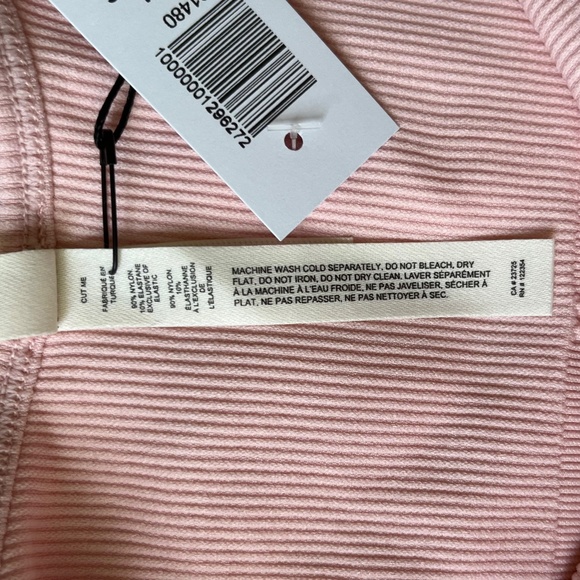 1480
10000001296272
CUT ME
FABRIQUÉ EN
TURQUIE
90% NYLON,
10% ELASTANE
EXCLUSIVE OF
ELASTIC
90% NYLON,
10%
ÉLASTHANNE
À L'EXCLUSION
DE
L'ÉLASTIQUE
MACHINE WASH COLD SEPARATELY, DO NOT BLEACH, DRY
FLAT, DO NOT IRON, DO NOT DRY CLEAN. LAVER SÉPARÉMENT
À LA MACHINE À L'EAU FROIDE, NE PAS JAVELISER, SÉCHER À
PLAT, NE PAS REPASSER, NE PAS NETTOYER À SEC.
CA # 23725
RN # 122354